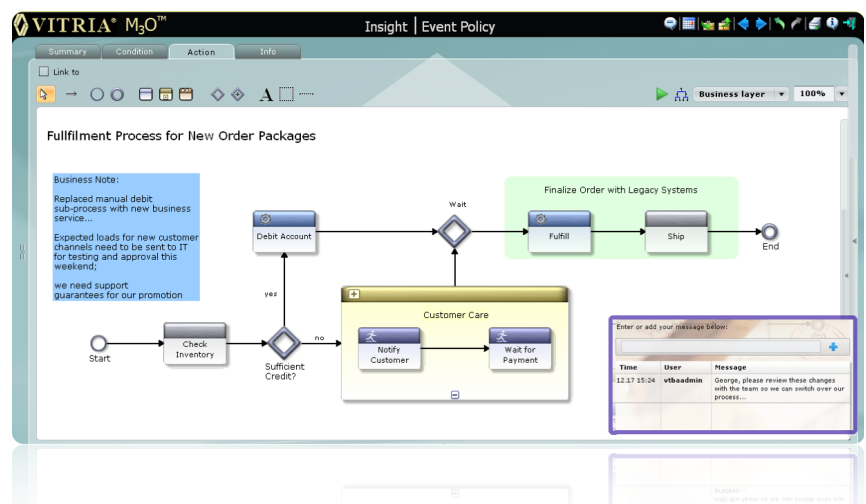 VITRIA® M3O™
Insight | Event Policy
Summary
Condition
Action
Info
Link to
A
Business layer
100%
Fullfilment Process for New Order Packages
Business Note:
Replaced manual debit
sub-process with new business
service...
Expected loads for new customer
channels need to be sent to IT
for testing and approval this
weekend;
we need support
guarantees for our promotion
Wait
Finalize Order with Legacy Systems
Debit Account
Fulfill
Ship
End
yes
Customer Care
Check
Inventory
no
Notify
Customer
Wait for
Payment
Start
Sufficient
Credit?
Enter or add your message below:
Time User Message
12.17 15:24 vtbaadmin George, please review these changes
with the team so we can switch over our
process...